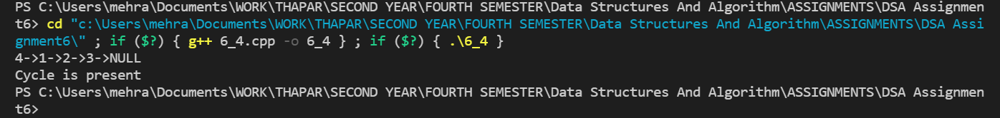 PS C:\Users\mehra\Documents\WORK\THAPAR\SECOND YEAR\FOURTH SEMESTER\Data Structures And Algorithm\ASSIGNMENTS\DSA Assignmen
t6> cd "c:\Users\mehra\Documents\WORK\THAPAR\SECOND YEAR\FOURTH SEMESTER\Data Structures And Algorithm\ASSIGNMENTS\DSA Assi
gnment6\" ; if ($?) { g++ 6_4.cpp -o 6_4 } ; if ($?) { .\6_4 }
4->1->2->3->NULL
Cycle is present
PS C:\Users\mehra\Documents\WORK\THAPAR\SECOND YEAR\FOURTH SEMESTER\Data Structures And Algorithm\ASSIGNMENTS\DSA Assignmen
t6>